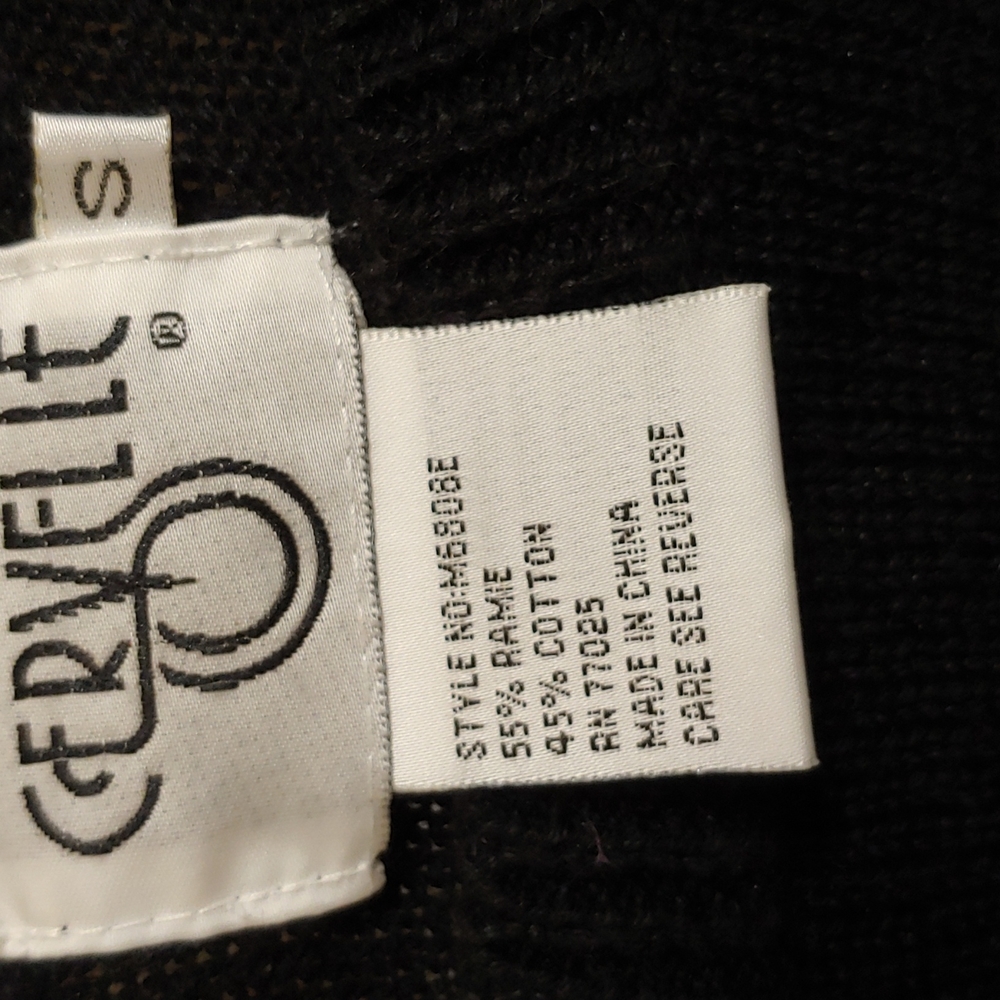 S
CERVELLE®
STYLE NO:M6808E
55% RAMIE
45% COTTON
RN 77025
MADE IN CHINA
CARE SEE REVERSE